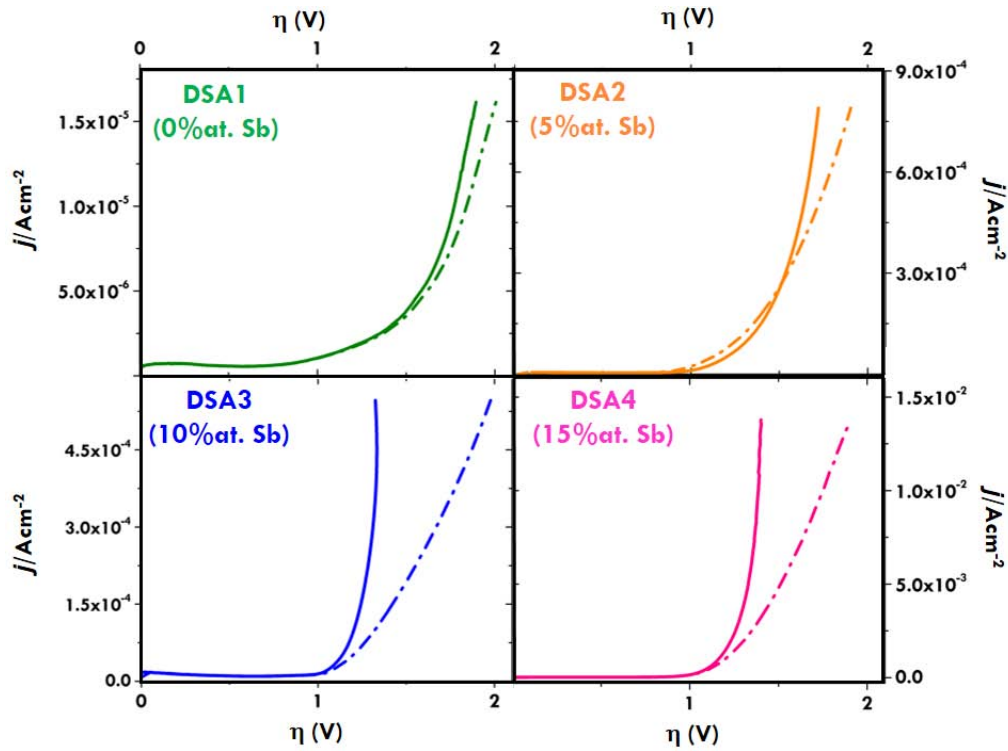 η (V)
η (V)
0
1
2
0
1
2
DSA1
(0%at. Sb)
1.5x10⁻⁵
1.0x10⁻⁵
5.0x10⁻⁶
j/Acm⁻²
DSA2
(5%at. Sb)
9.0x10⁻⁴
6.0x10⁻⁴
3.0x10⁻⁴
j/Acm⁻²
DSA3
(10%at. Sb)
4.5x10⁻⁴
3.0x10⁻⁴
1.5x10⁻⁴
0.0
j/Acm⁻²
DSA4
(15%at. Sb)
1.5x10⁻²
1.0x10⁻²
5.0x10⁻³
0.0
j/Acm⁻²
0
1
2
1
2
η (V)
η (V)